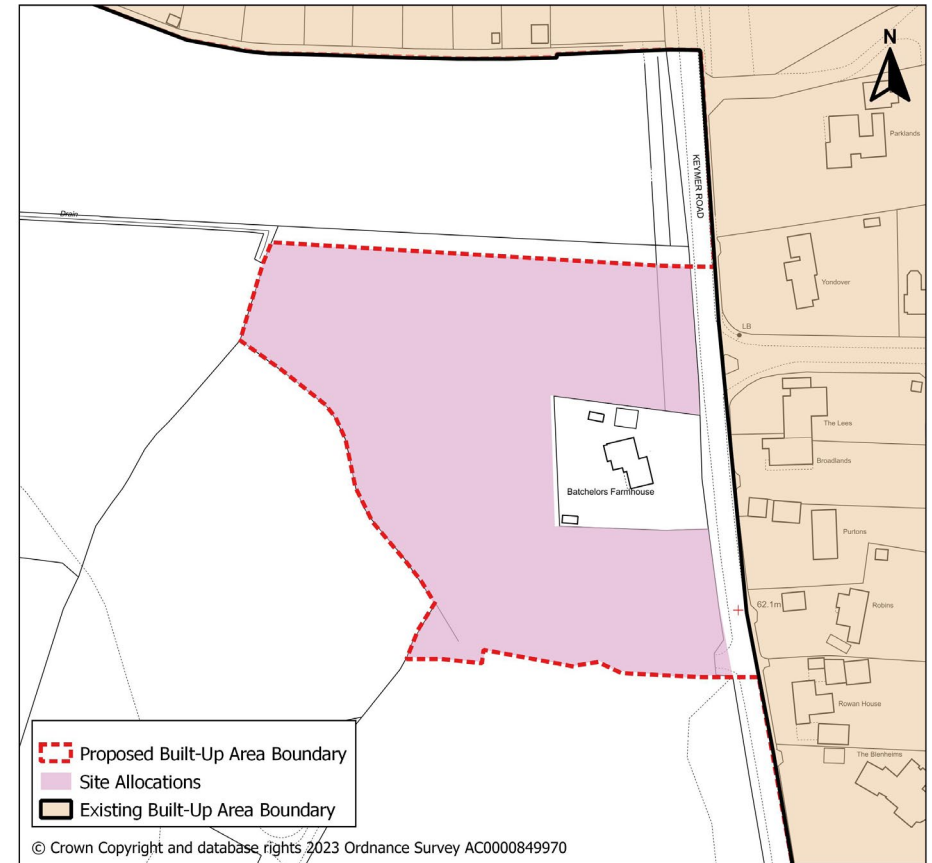 N
Parklands
KEYMER ROAD
Drain
Yondover
LB
The Lees
Broadlands
Batchelors Farmhouse
Purtons
62.1m
Robins
Rowan House
The Blenheims
Proposed Built-Up Area Boundary
Site Allocations
Existing Built-Up Area Boundary
© Crown Copyright and database rights 2023 Ordnance Survey AC0000849970